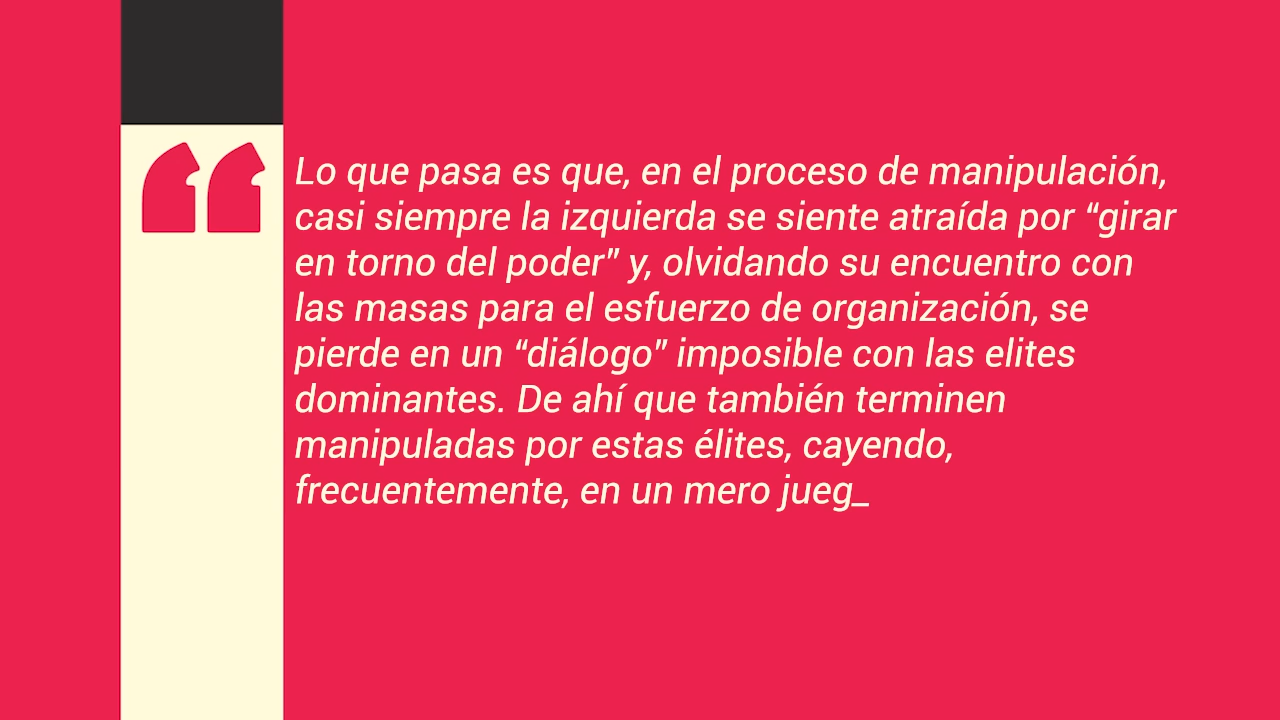 Lo que pasa es que, en el proceso de manipulación,
casi siempre la izquierda se siente atraída por “girar
en torno del poder” y, olvidando su encuentro con
las masas para el esfuerzo de organización, se
pierde en un “diálogo” imposible con las elites
dominantes. De ahí que también terminen
manipuladas por estas élites, cayendo,
frecuentemente, en un mero jueg_